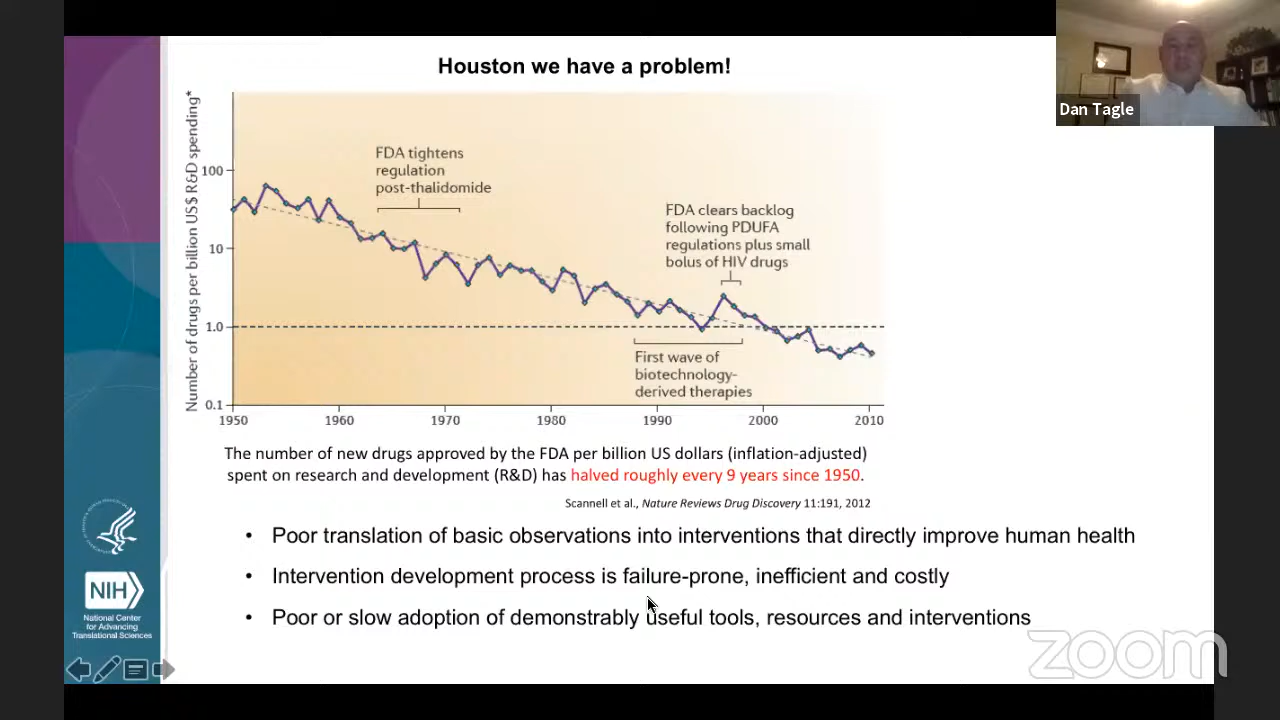 Houston we have a problem!
Dan Tagle
Number of drugs per billion US$ R&D spending*
100
10
1.0
0.1
FDA tightens
regulation
post-thalidomide
FDA clears backlog
following PDUFA
regulations plus small
bolus of HIV drugs
First wave of
biotechnology-
derived therapies
1950 1960 1970 1980 1990 2000 2010
The number of new drugs approved by the FDA per billion US dollars (inflation-adjusted)
spent on research and development (R&D) has halved roughly every 9 years since 1950.
Scannell et al., Nature Reviews Drug Discovery 11:191, 2012
• Poor translation of basic observations into interventions that directly improve human health
• Intervention development process is failure-prone, inefficient and costly
• Poor or slow adoption of demonstrably useful tools, resources and interventions
NIH
National Center
for Advancing
Translational Sciences
zoom